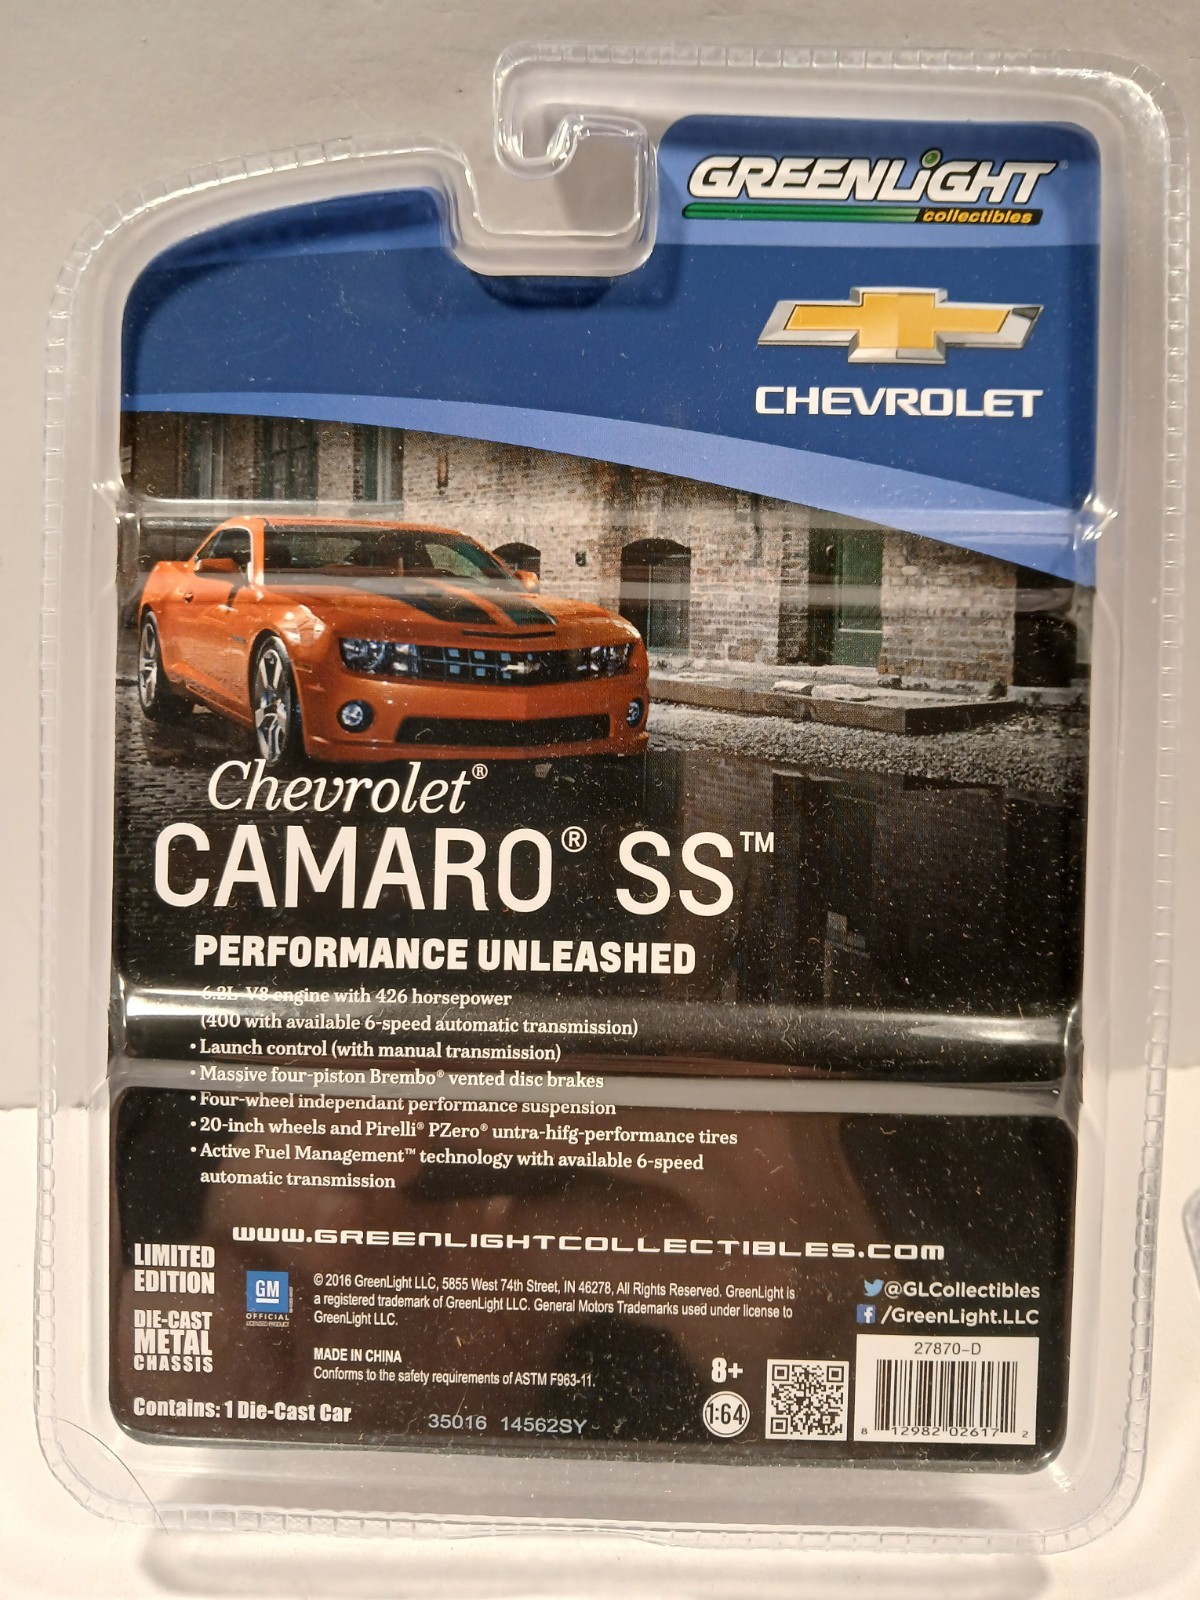 GREENLiGHT®
collectibles
CHEVROLET
Chevrolet®
CAMARO® SS™
PERFORMANCE UNLEASHED
6.2L V8 engine with 426 horsepower
(400 with available 6-speed automatic transmission)
• Launch control (with manual transmission)
• Massive four-piston Brembo® vented disc brakes
• Four-wheel independant performance suspension
• 20-inch wheels and Pirelli® PZero® untra-hifg-performance tires
• Active Fuel Management™ technology with available 6-speed
automatic transmission
www.GREENLIGHTCOLLECTIBLES.COM
LIMITED
EDITION
DIE-CAST
METAL
CHASSIS
GM
OFFICIAL
LICENSED PRODUCT
© 2016 GreenLight LLC, 5855 West 74th Street, IN 46278, All Rights Reserved. GreenLight is
a registered trademark of GreenLight LLC. General Motors Trademarks used under license to
GreenLight LLC.
MADE IN CHINA
Conforms to the safety requirements of ASTM F963-11.
@GLCollectibles
f /GreenLight.LLC
8+
1:64
27870-D
8 12982 02617 2
Contains: 1 Die-Cast Car
35016 14562SY